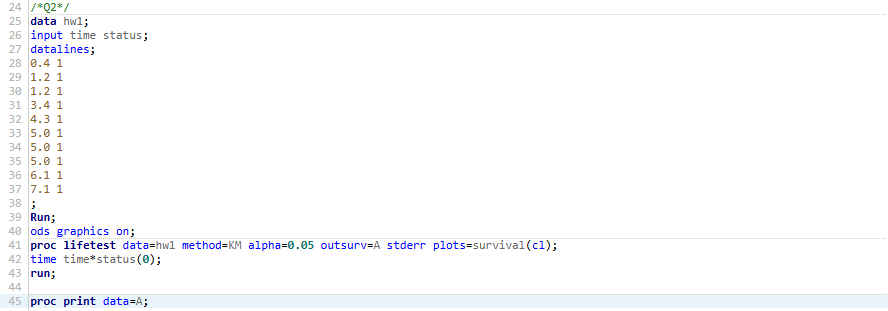 24 /*Q2*/
25 data hw1;
26 input time status;
27 datalines;
28 0.4 1
29 1.2 1
30 1.2 1
31 3.4 1
32 4.3 1
33 5.0 1
34 5.0 1
35 5.0 1
36 6.1 1
37 7.1 1
38 ;
39 Run;
40 ods graphics on;
41 proc lifetest data=hw1 method=KM alpha=0.05 outsurv=A stderr plots=survival(cl);
42 time time*status(0);
43 run;
44
45 proc print data=A;